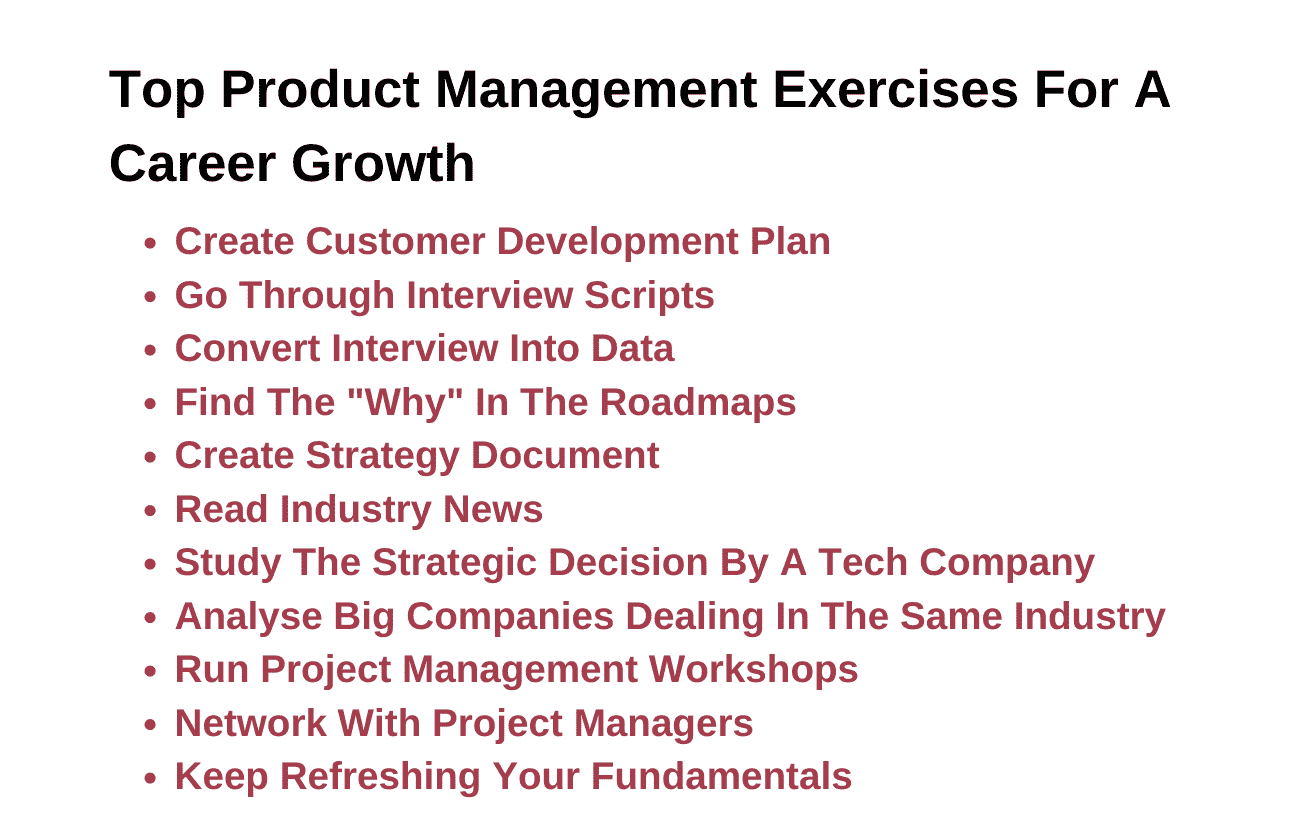 Top Product Management Exercises For A
Career Growth
• Create Customer Development Plan
• Go Through Interview Scripts
• Convert Interview Into Data
• Find The "Why" In The Roadmaps
• Create Strategy Document
• Read Industry News
• Study The Strategic Decision By A Tech Company
• Analyse Big Companies Dealing In The Same Industry
• Run Project Management Workshops
• Network With Project Managers
• Keep Refreshing Your Fundamentals